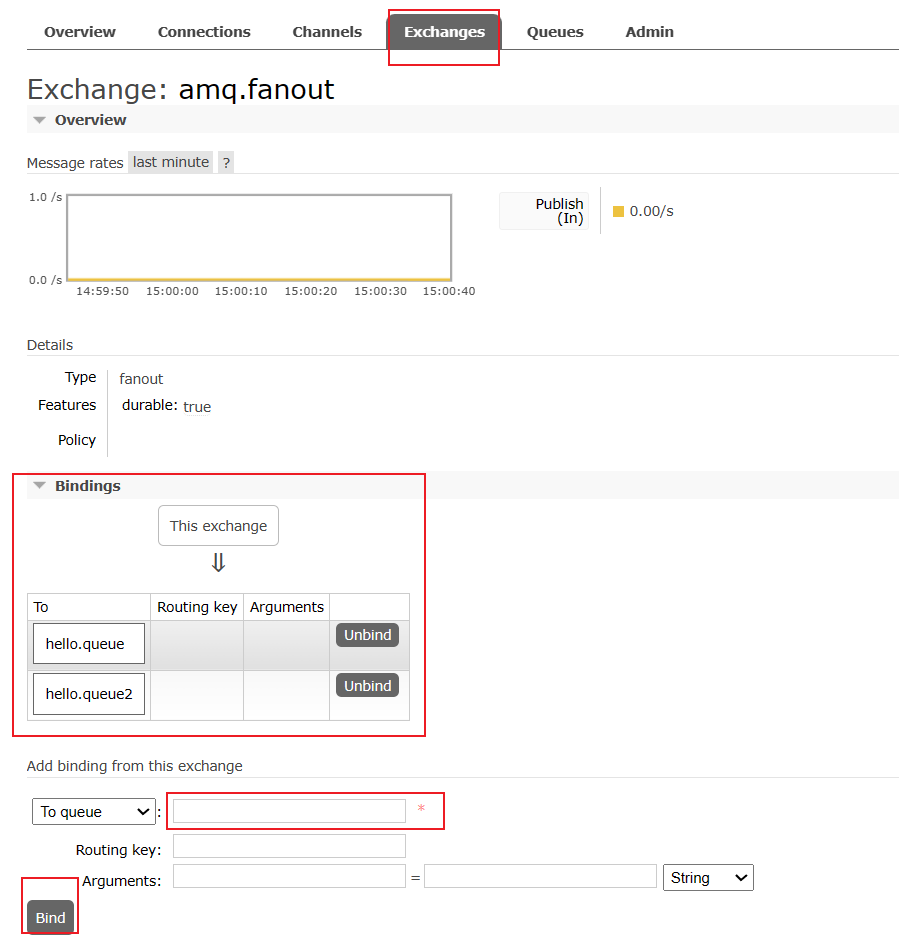 Overview Connections Channels Exchanges Queues Admin
Exchange: amq.fanout
Overview
Message rates last minute ?
1.0 /s
0.0 /s
14:59:50 15:00:00 15:00:10 15:00:20 15:00:30 15:00:40
Publish
(In)
0.00/s
Details
Type fanout
Features durable: true
Policy
Bindings
This exchange
⇓
To Routing key Arguments
hello.queue Unbind
hello.queue2 Unbind
Add binding from this exchange
To queue : *
Routing key:
Arguments: = String
Bind